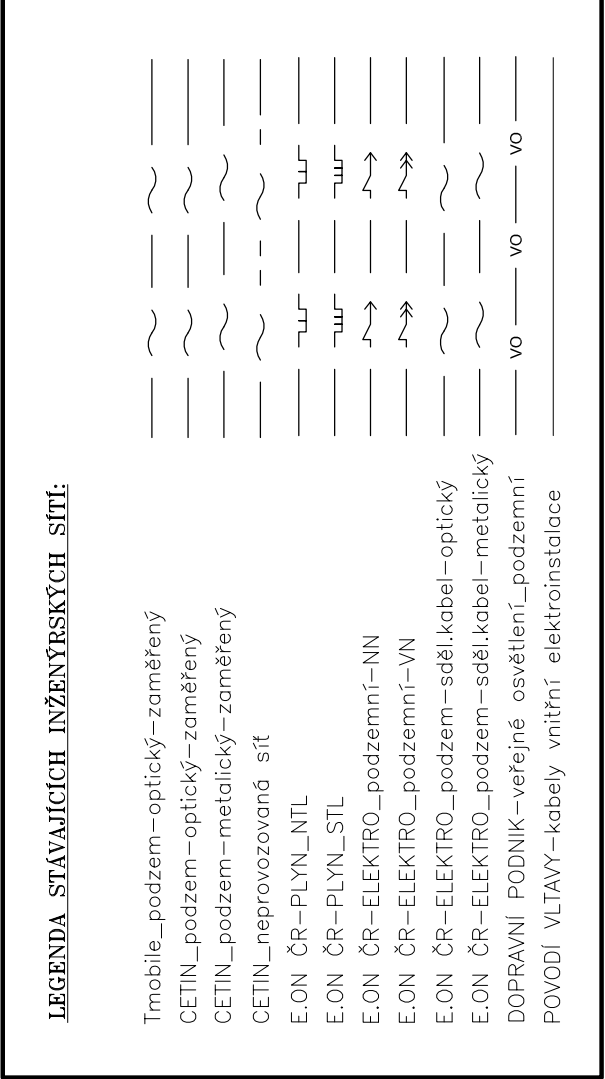 LEGENDA STÁVAJÍCÍCH INŽENÝRSKÝCH SÍTÍ:
Tmobile_podzem-optický-zaměřený
CETIN_podzem-optický-zaměřený
CETIN_podzem-metalický-zaměřený
CETIN_neprovozovaná síť
E.ON ČR-PLYN_NTL
E.ON ČR-PLYN_STL
E.ON ČR-ELEKTRO_podzemní-NN
E.ON ČR-ELEKTRO_podzemní-VN
E.ON ČR-ELEKTRO_podzem-sděl.kabel-optický
E.ON ČR-ELEKTRO_podzem-sděl.kabel-metalický
DOPRAVNÍ PODNIK-veřejné osvětlení_podzemní VO VO VO
POVODÍ VLTAVY-kabely vnitřní elektroinstalace